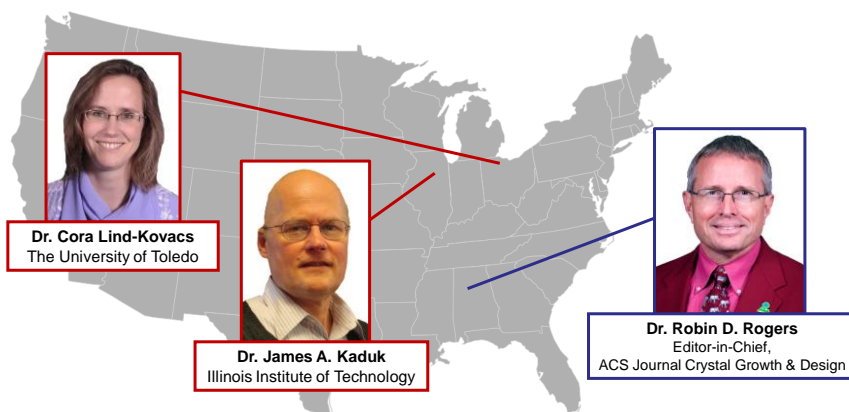 Dr. Cora Lind-Kovacs
The University of Toledo
Dr. James A. Kaduk
Illinois Institute of Technology
Dr. Robin D. Rogers
Editor-in-Chief,
ACS Journal Crystal Growth & Design